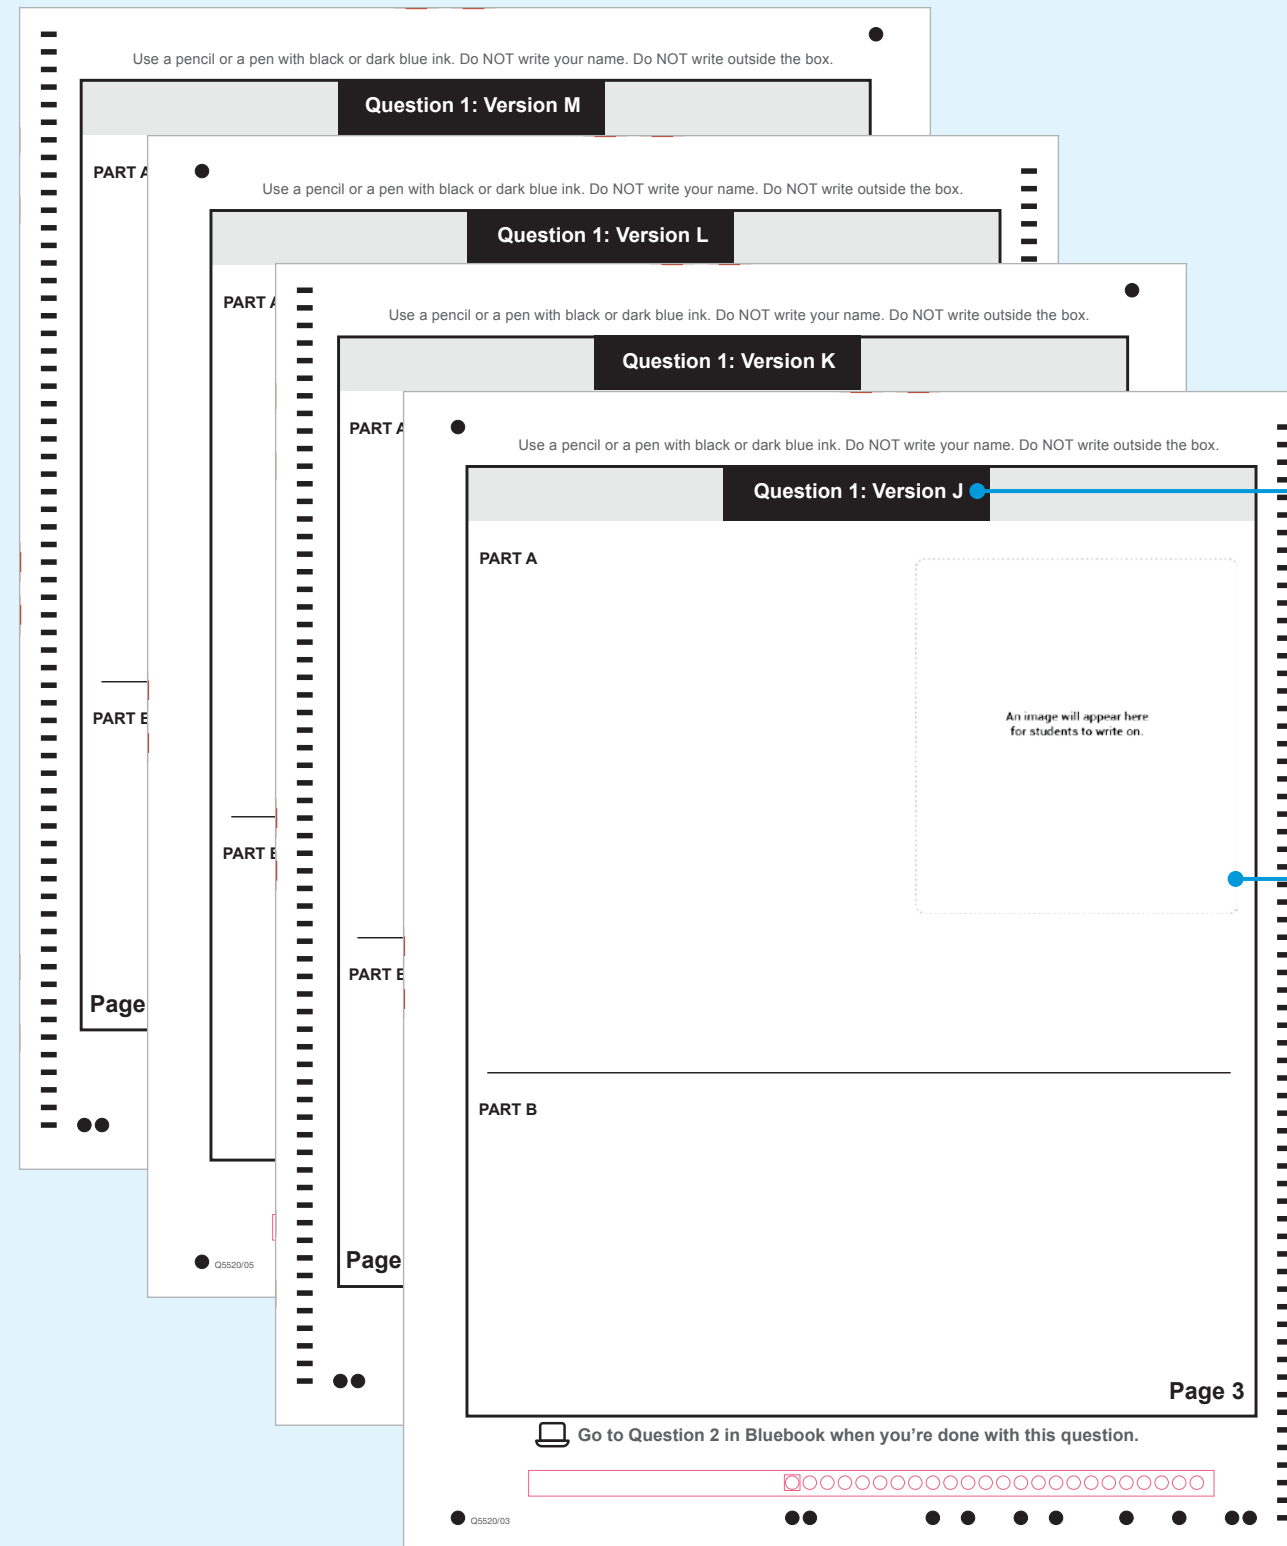 Use a pencil or a pen with black or dark blue ink. Do NOT write your name. Do NOT write outside the box.
Question 1: Version M
PART A
PART B
Page
Use a pencil or a pen with black or dark blue ink. Do NOT write your name. Do NOT write outside the box.
Question 1: Version L
PART A
PART B
Q5520/05
Use a pencil or a pen with black or dark blue ink. Do NOT write your name. Do NOT write outside the box.
Question 1: Version K
PART A
PART B
Page
Use a pencil or a pen with black or dark blue ink. Do NOT write your name. Do NOT write outside the box.
Question 1: Version J
PART A
An image will appear here
for students to write on.
PART B
Page 3
Go to Question 2 in Bluebook when you're done with this question.
Q5520/03